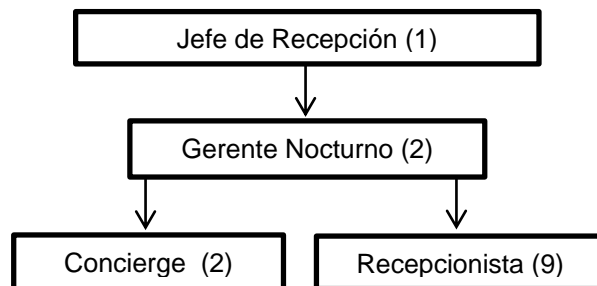 Jefe de Recepción (1)
Gerente Nocturno (2)
Concierge (2)
Recepcionista (9)